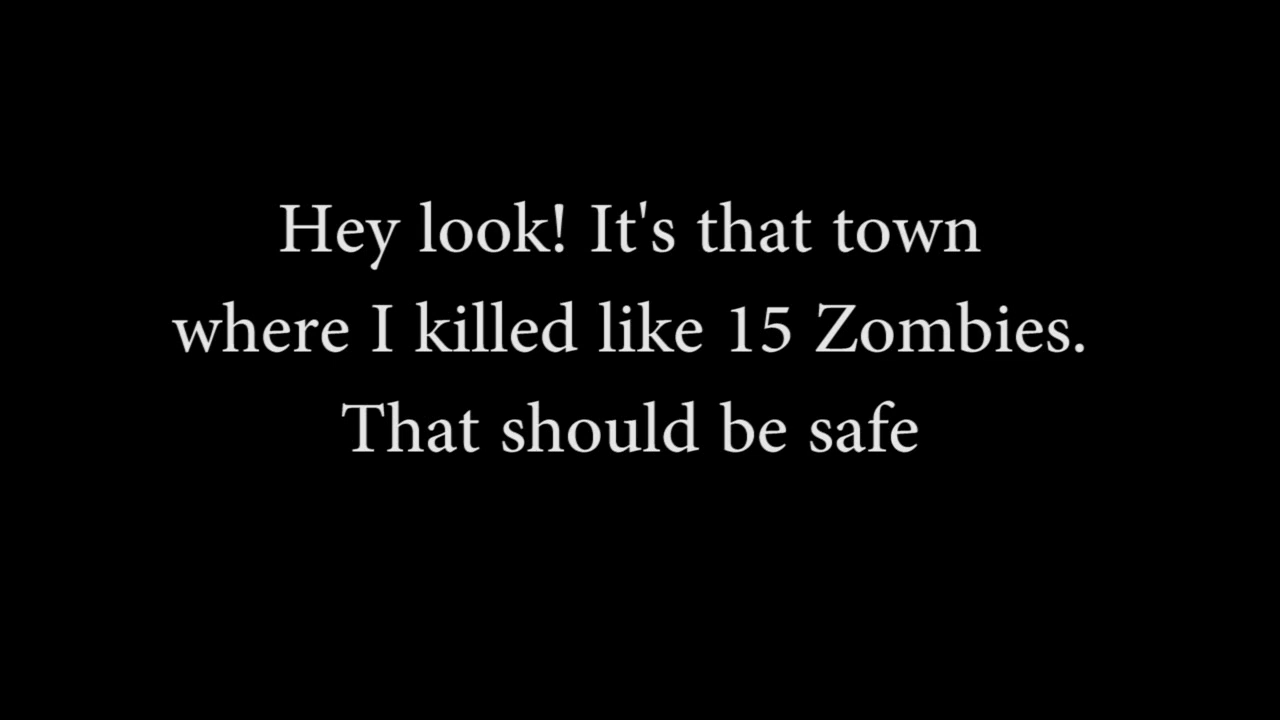 Hey look! It's that town
where I killed like 15 Zombies.
That should be safe